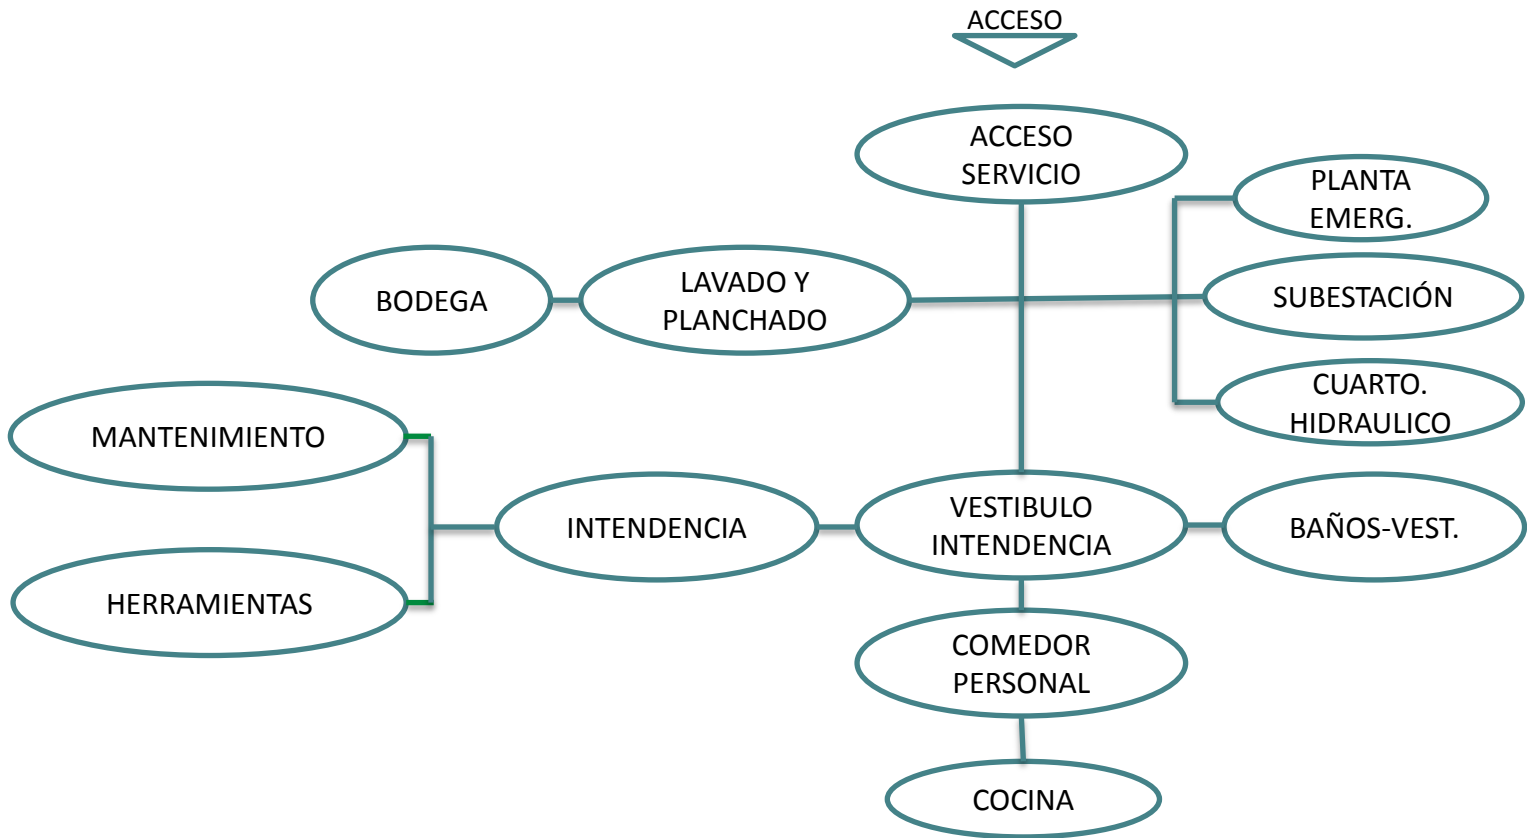 ACCESO
ACCESO
SERVICIO
PLANTA
EMERG.
BODEGA
LAVADO Y
PLANCHADO
SUBESTACIÓN
CUARTO.
HIDRAULICO
MANTENIMIENTO
INTENDENCIA
VESTIBULO
INTENDENCIA
BAÑOS-VEST.
HERRAMIENTAS
COMEDOR
PERSONAL
COCINA